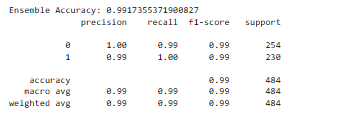 Ensemble Accuracy: 0.9917355371900827
precision recall f1-score support
0 1.00 0.99 0.99 254
1 0.99 1.00 0.99 230
accuracy 0.99 484
macro avg 0.99 0.99 0.99 484
weighted avg 0.99 0.99 0.99 484